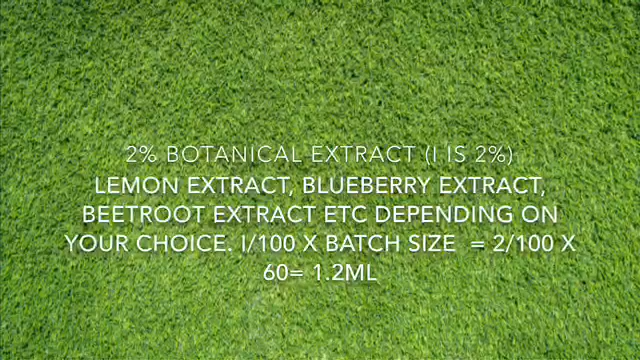 2% BOTANICAL EXTRACT (I IS 2%)
LEMON EXTRACT, BLUEBERRY EXTRACT,
BEETROOT EXTRACT ETC DEPENDING ON
YOUR CHOICE. I/100 X BATCH SIZE = 2/100 X
60= 1.2ML